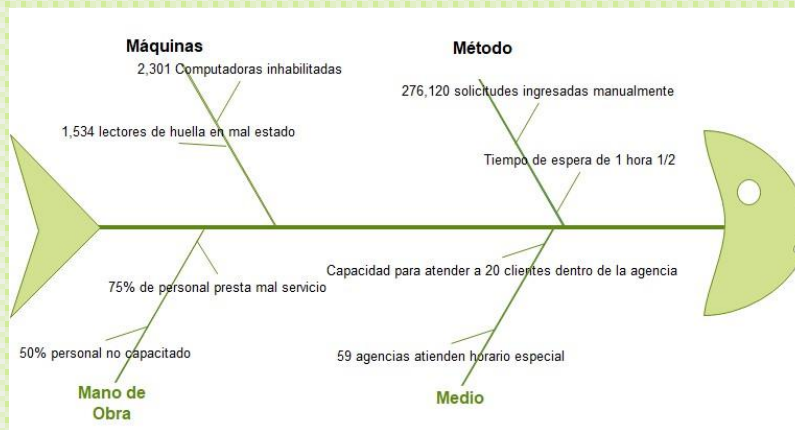 Máquinas
2,301 Computadoras inhabilitadas
1,534 lectores de huella en mal estado
Método
276,120 solicitudes ingresadas manualmente
Tiempo de espera de 1 hora 1/2
75% de personal presta mal servicio
50% personal no capacitado
Mano de
Obra
Capacidad para atender a 20 clientes dentro de la agencia
59 agencias atienden horario especial
Medio